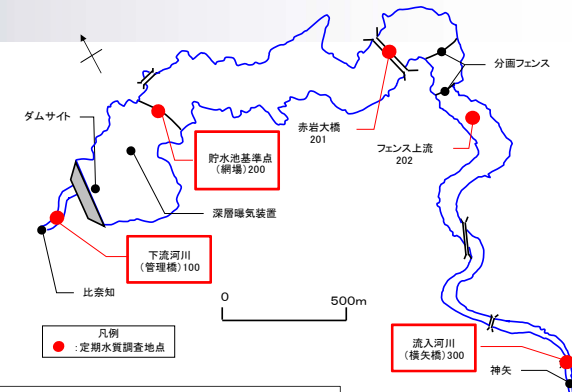 分画フェンス
ダムサイト
赤岩大橋
201
フェンス上流
202
貯水池基準点
（網場）200
深層曝気装置
下流河川
（管理橋）100
比奈知
0
500m
凡例
：定期水質調査地点
流入河川
（横矢橋）300
神矢